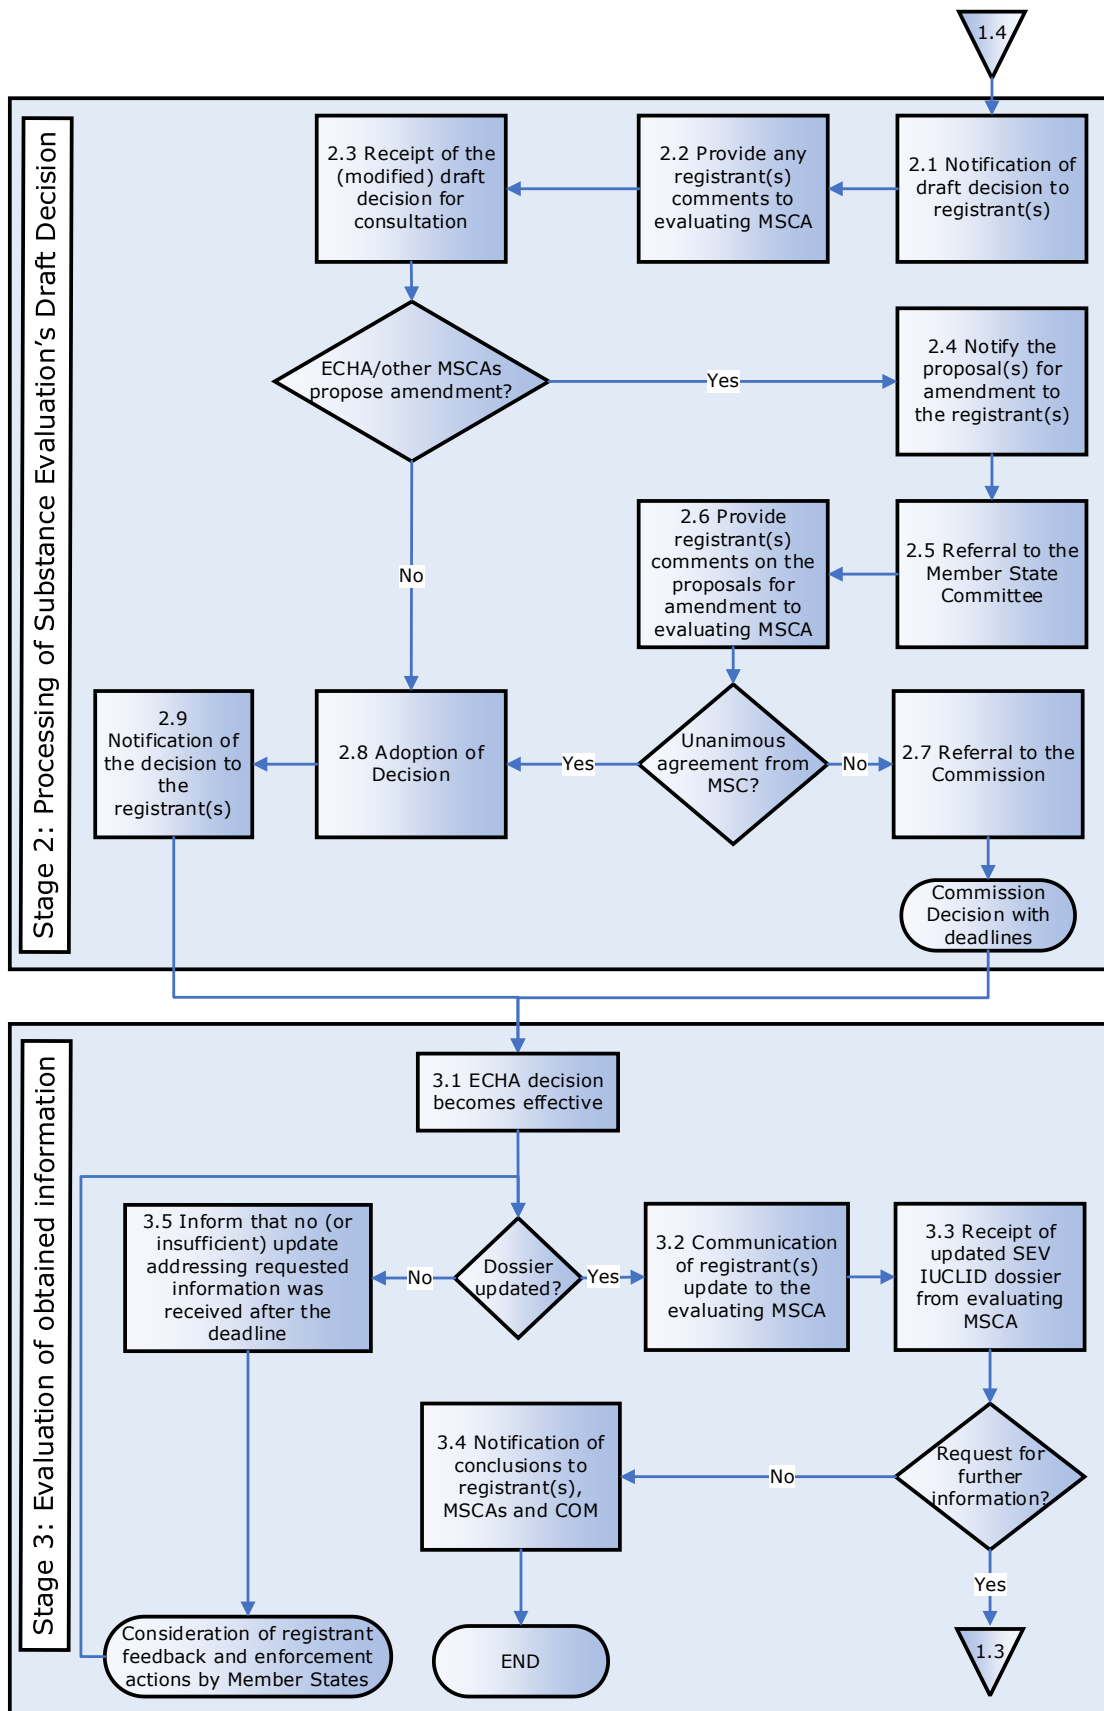 1.4
Stage 2: Processing of Substance Evaluation's Draft Decision
2.1 Notification of
draft decision to
registrant(s)
2.2 Provide any
registrant(s)
comments to
evaluating MSCA
2.3 Receipt of the
(modified) draft
decision for
consultation
ECHA/other MSCAs
propose amendment?
Yes
No
2.4 Notify the
proposal(s) for
amendment to
the registrant(s)
2.5 Referral to the
Member State
Committee
2.6 Provide
registrant(s)
comments on the
proposals for
amendment to
evaluating MSCA
Unanimous
agreement from
MSC?
Yes
No
2.7 Referral to the
Commission
Commission
Decision with
deadlines
2.8 Adoption of
Decision
2.9
Notification of
the decision to
the
registrant(s)
Stage 3: Evaluation of obtained information
3.1 ECHA decision
becomes effective
Dossier
updated?
No
Yes
3.5 Inform that no (or
insufficient) update
addressing requested
information was
received after the
deadline
3.2 Communication
of registrant(s)
update to the
evaluating MSCA
3.3 Receipt of
updated SEV
IUCLID dossier
from evaluating
MSCA
Request for
further
information?
No
Yes
3.4 Notification of
conclusions to
registrant(s),
MSCAs and COM
Consideration of registrant
feedback and enforcement
actions by Member States
END
1.3